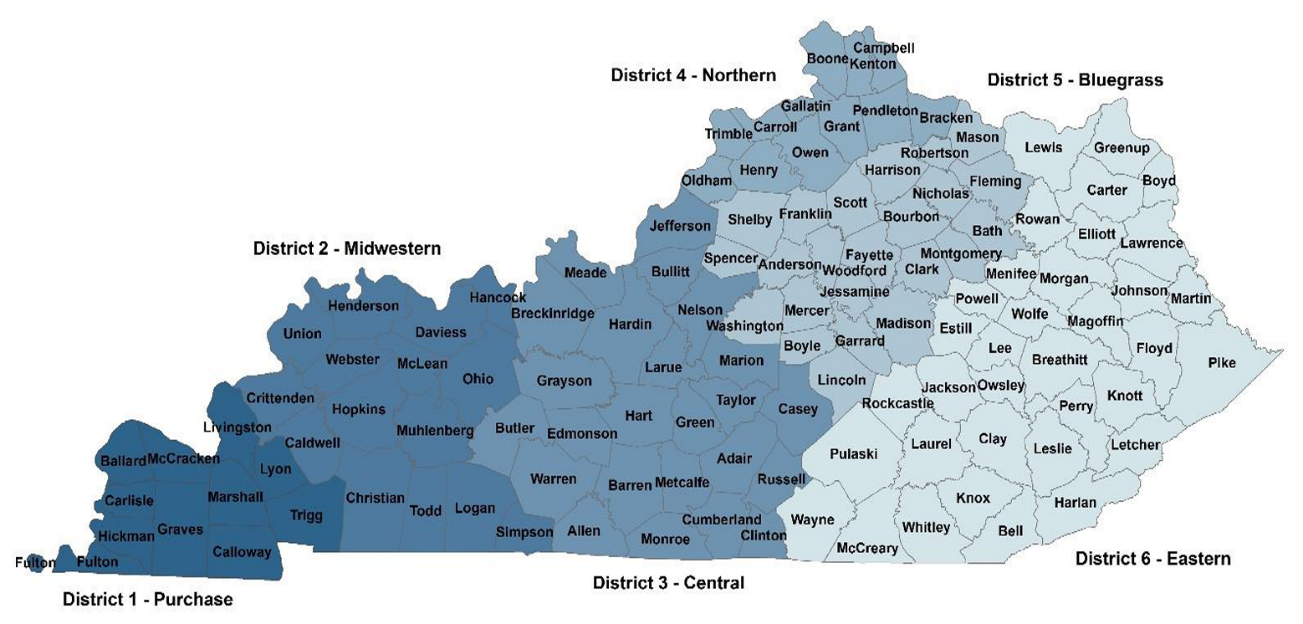 Campbell
Boone
Kenton
District 4 - Northern
District 5 - Bluegrass
Gallatin
Pendleton
Bracken
Trimble
Carroll
Grant
Mason
Lewis
Greenup
Owen
Robertson
Henry
Harrison
Oldham
Fleming
Boyd
Carter
Nicholas
Scott
Shelby
Franklin
Bourbon
Rowan
Jefferson
Bath
Elliott
Lawrence
District 2 - Midwestern
Spencer
Anderson
Fayette
Montgomery
Woodford
Clark
Meade
Bullitt
Menifee
Morgan
Jessamine
Johnson
Martin
Hancock
Powell
Henderson
Breckinridge
Nelson
Mercer
Wolfe
Hardin
Washington
Madison
Estill
Magoffin
Union
Daviess
Boyle
Garrard
Lee
Floyd
Webster
McLean
Larue
Marion
Breathitt
Pike
Ohio
Grayson
Lincoln
Jackson
Owsley
Crittenden
Taylor
Rockcastle
Knott
Hopkins
Hart
Casey
Perry
Livingston
Muhlenberg
Butler
Edmonson
Green
Caldwell
Laurel
Clay
Leslie
Letcher
Ballard
McCracken
Lyon
Adair
Pulaski
Warren
Barren
Metcalfe
Russell
Carlisle
Marshall
Christian
Todd
Logan
Knox
Harlan
Trigg
Cumberland
Wayne
Hickman
Graves
Simpson
Allen
Monroe
Clinton
Whitley
Bell
Calloway
McCreary
Fulton
Fulton
District 6 - Eastern
District 3 - Central
District 1 - Purchase